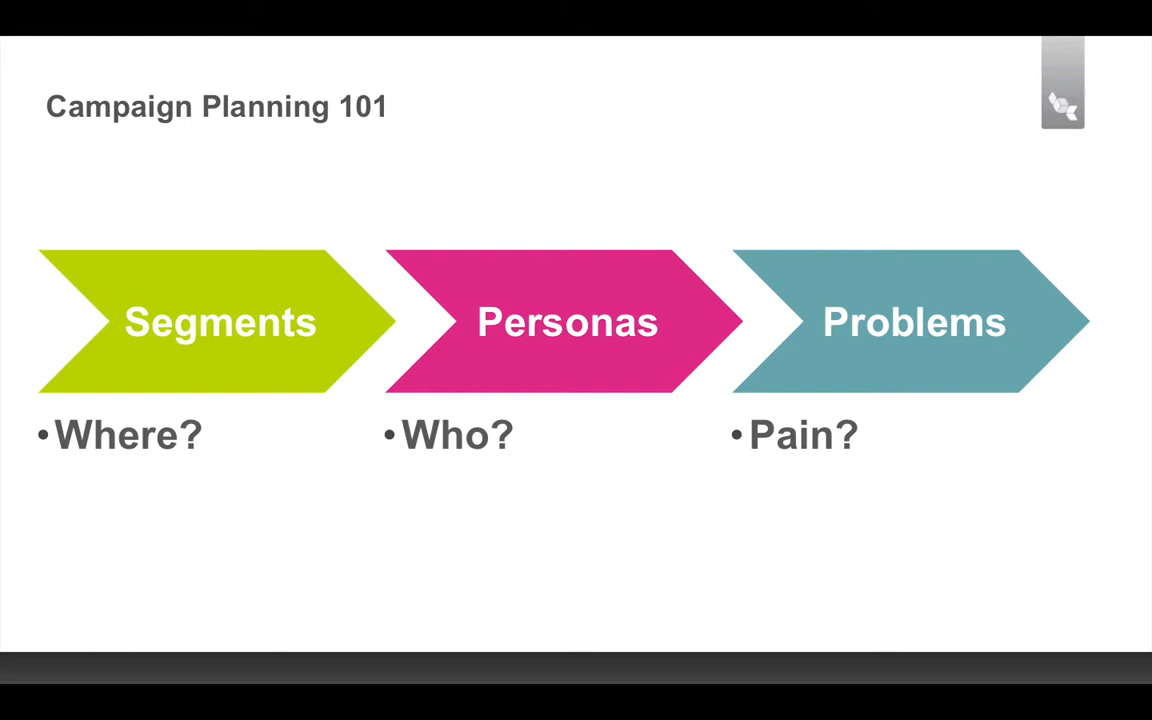 Campaign Planning 101
Segments
Personas
Problems
• Where?
• Who?
• Pain?